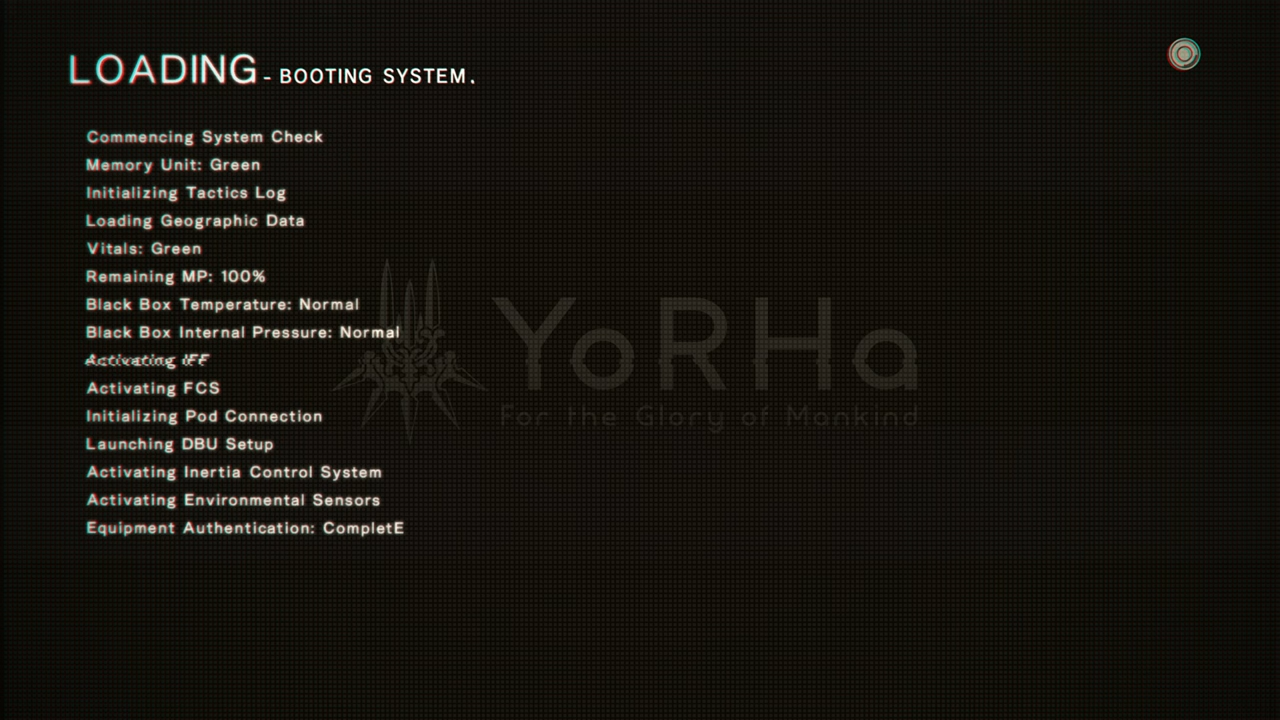 LOADING - BOOTING SYSTEM.
Commencing System Check
Memory Unit: Green
Initializing Tactics Log
Loading Geographic Data
Vitals: Green
Remaining MP: 100%
Black Box Temperature: Normal
Black Box Internal Pressure: Normal
Activating IFF
Activating FCS
Initializing Pod Connection
Launching DBU Setup
Activating Inertia Control System
Activating Environmental Sensors
Equipment Authentication: CompletE
YoRHa
For the Glory of Mankind